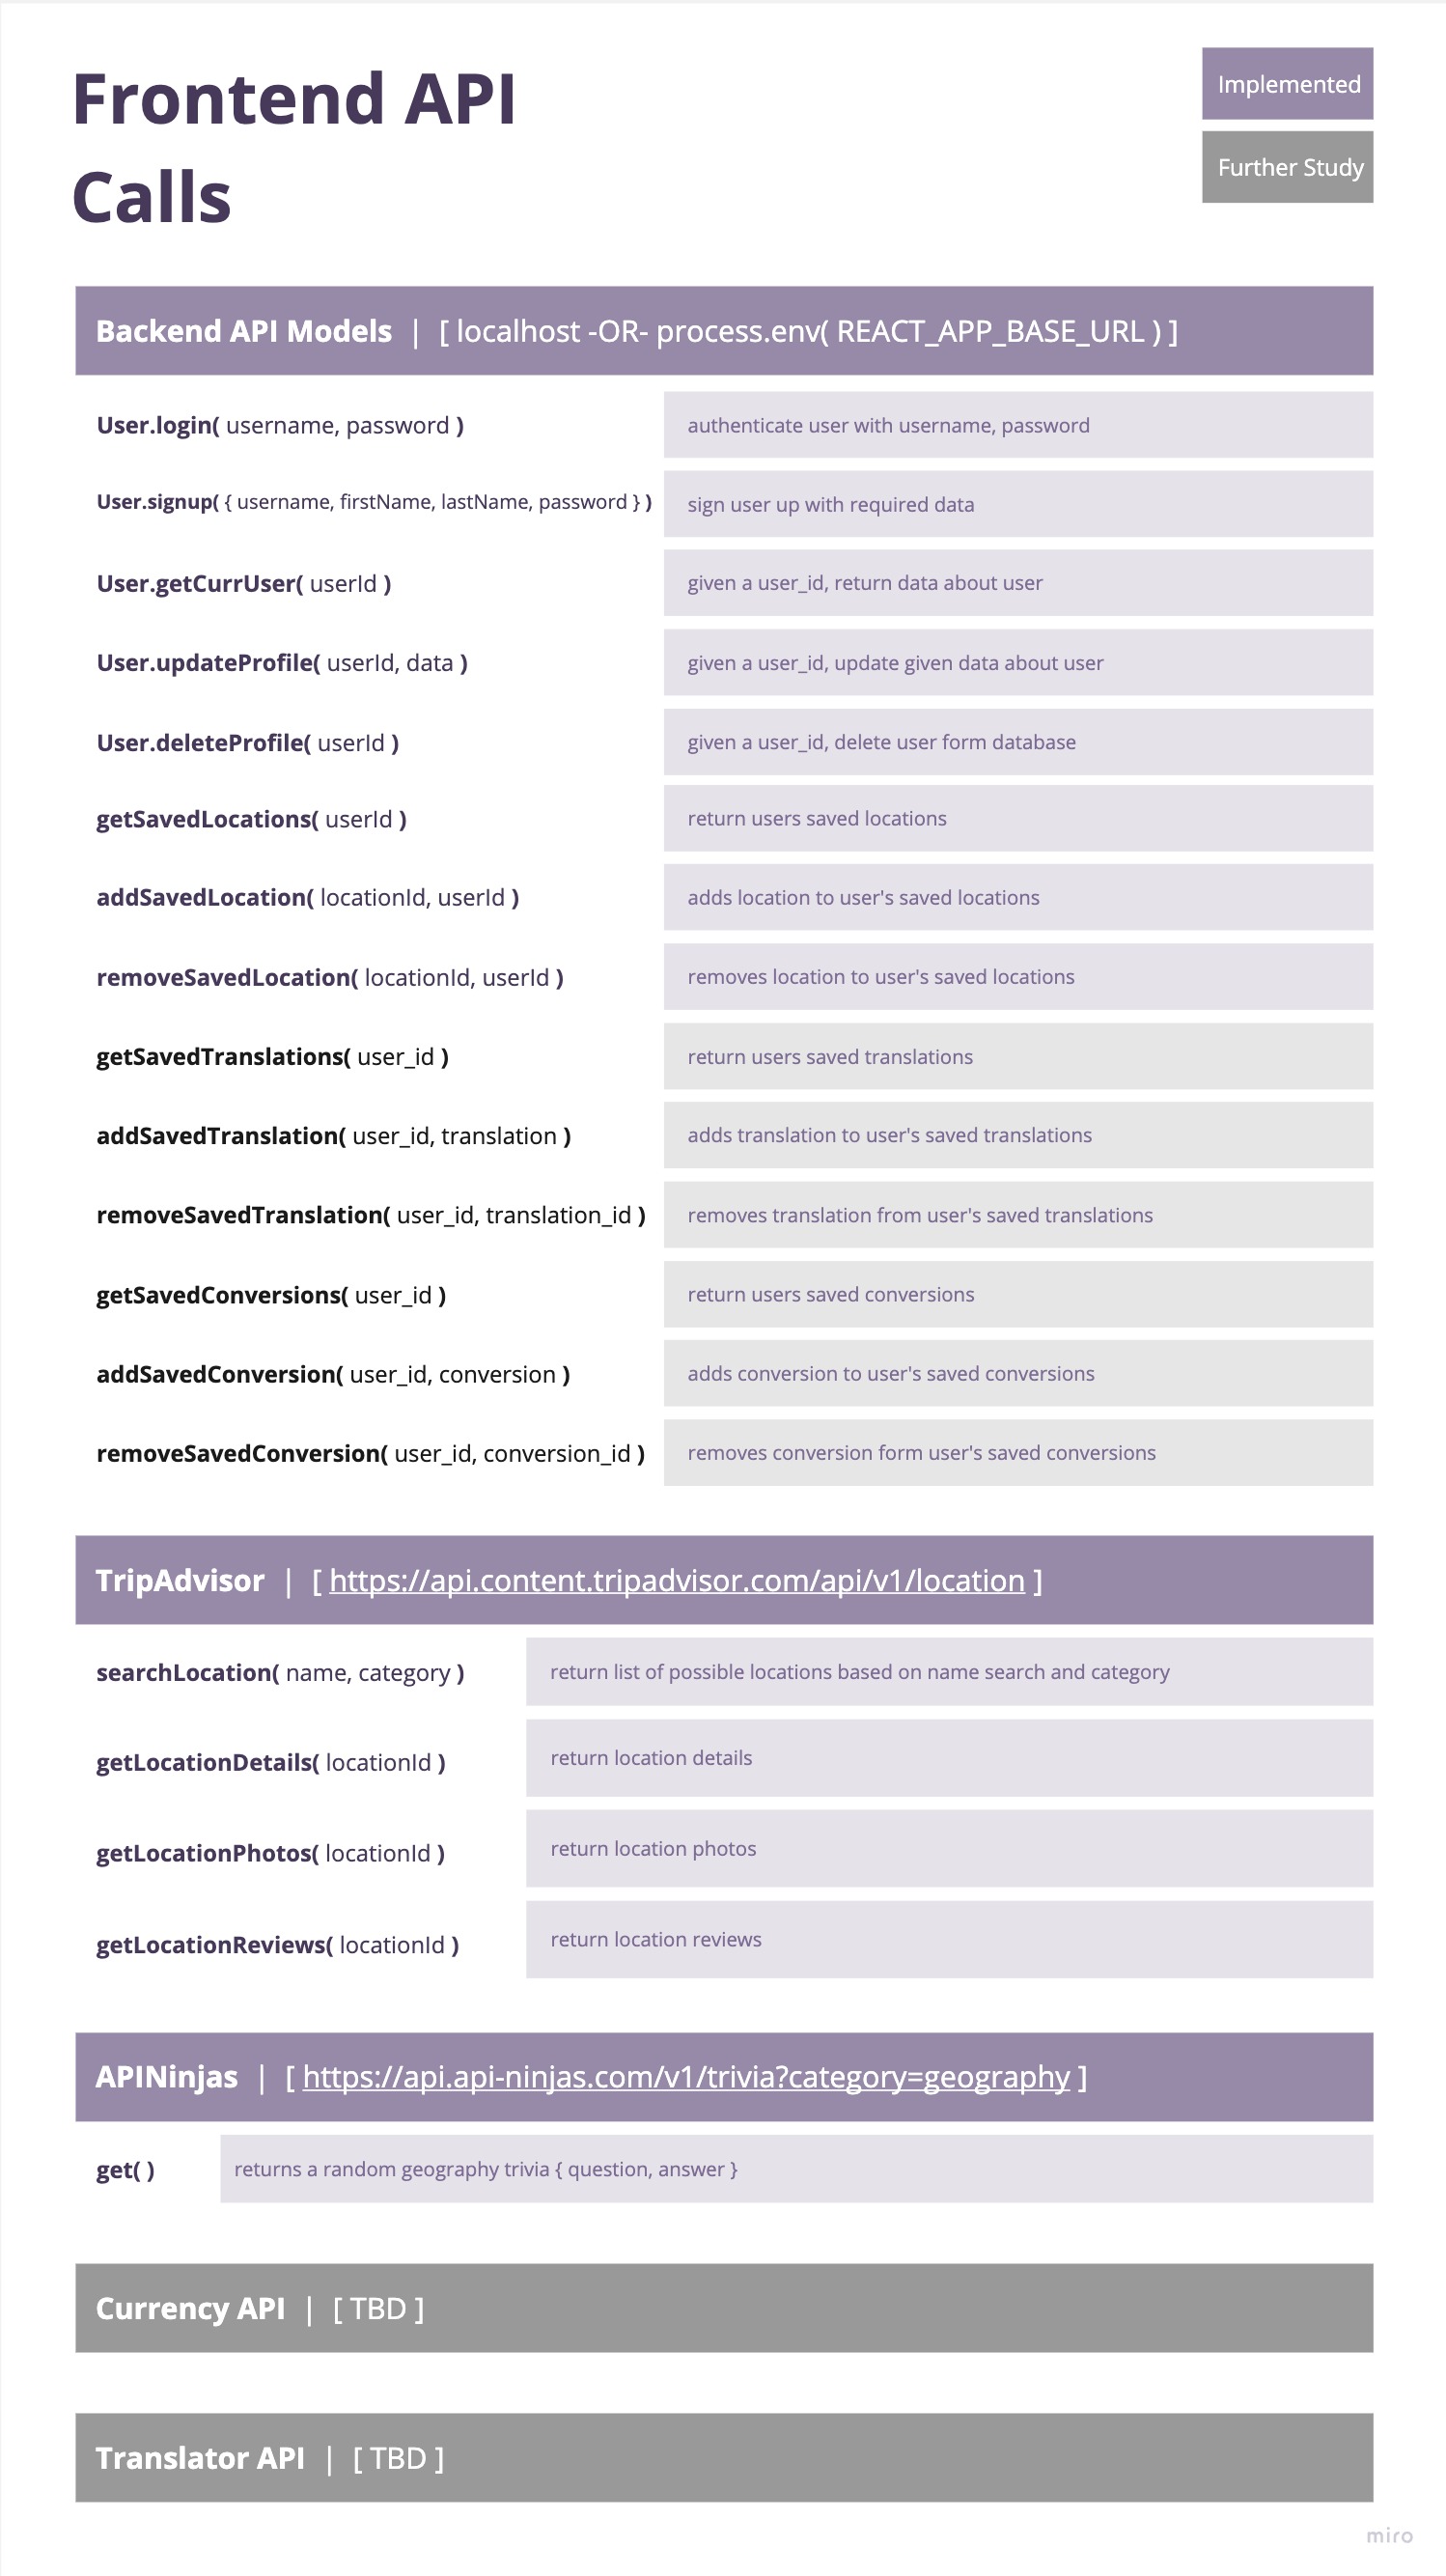 Frontend API
Calls
Implemented
Further Study
Backend API Models | [ localhost -OR- process.env( REACT_APP_BASE_URL ) ]
User.login( username, password )
authenticate user with username, password
User.signup( { username, firstName, lastName, password } )
sign user up with required data
User.getCurrUser( userId )
given a user_id, return data about user
User.updateProfile( userId, data )
given a user_id, update given data about user
User.deleteProfile( userId )
given a user_id, delete user form database
getSavedLocations( userId )
return users saved locations
addSavedLocation( locationId, userId )
adds location to user's saved locations
removeSavedLocation( locationId, userId )
removes location to user's saved locations
getSavedTranslations( user_id )
return users saved translations
addSavedTranslation( user_id, translation )
adds translation to user's saved translations
removeSavedTranslation( user_id, translation_id )
removes translation from user's saved translations
getSavedConversions( user_id )
return users saved conversions
addSavedConversion( user_id, conversion )
adds conversion to user's saved conversions
removeSavedConversion( user_id, conversion_id )
removes conversion form user's saved conversions
TripAdvisor | [ https://api.content.tripadvisor.com/api/v1/location ]
searchLocation( name, category )
return list of possible locations based on name search and category
getLocationDetails( locationId )
return location details
getLocationPhotos( locationId )
return location photos
getLocationReviews( locationId )
return location reviews
APINinjas | [ https://api.api-ninjas.com/v1/trivia?category=geography ]
get( )
returns a random geography trivia { question, answer }
Currency API | [ TBD ]
Translator API | [ TBD ]
miro